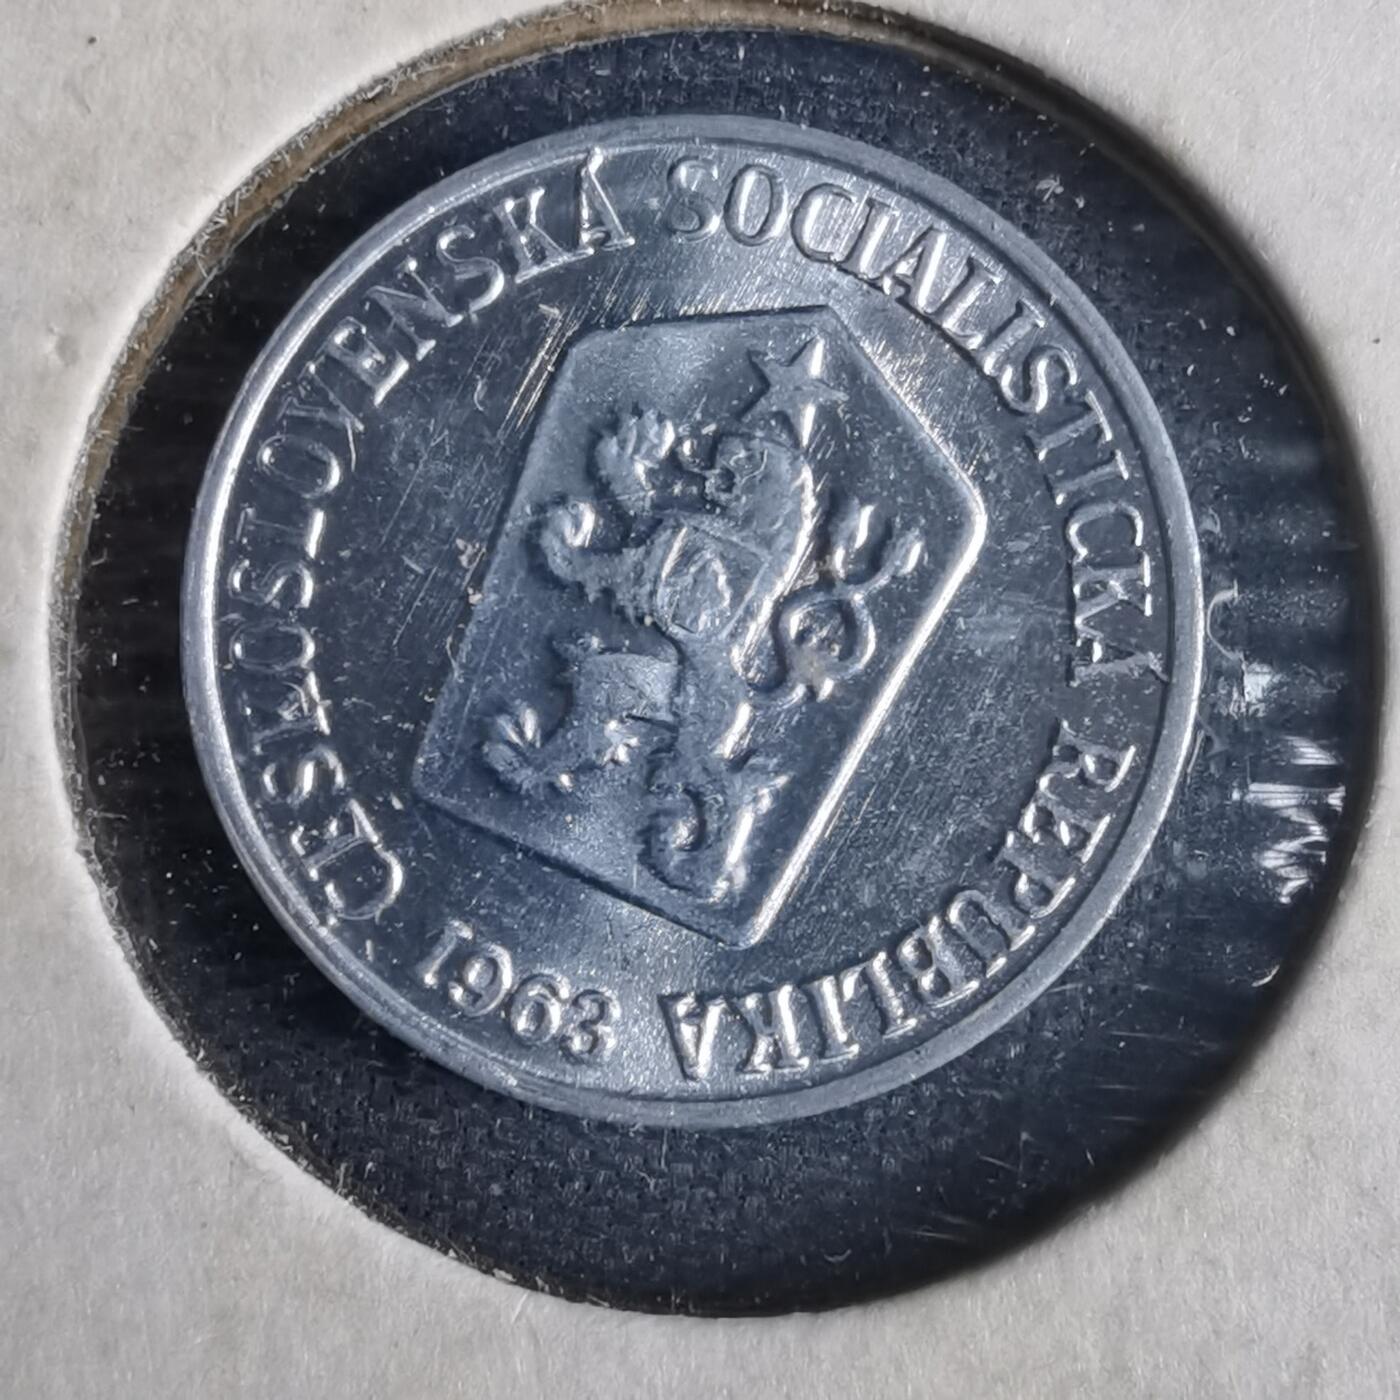 ČESKOSLOVENSKÁ SOCIALISTICKÁ REPUBLIKA
1963